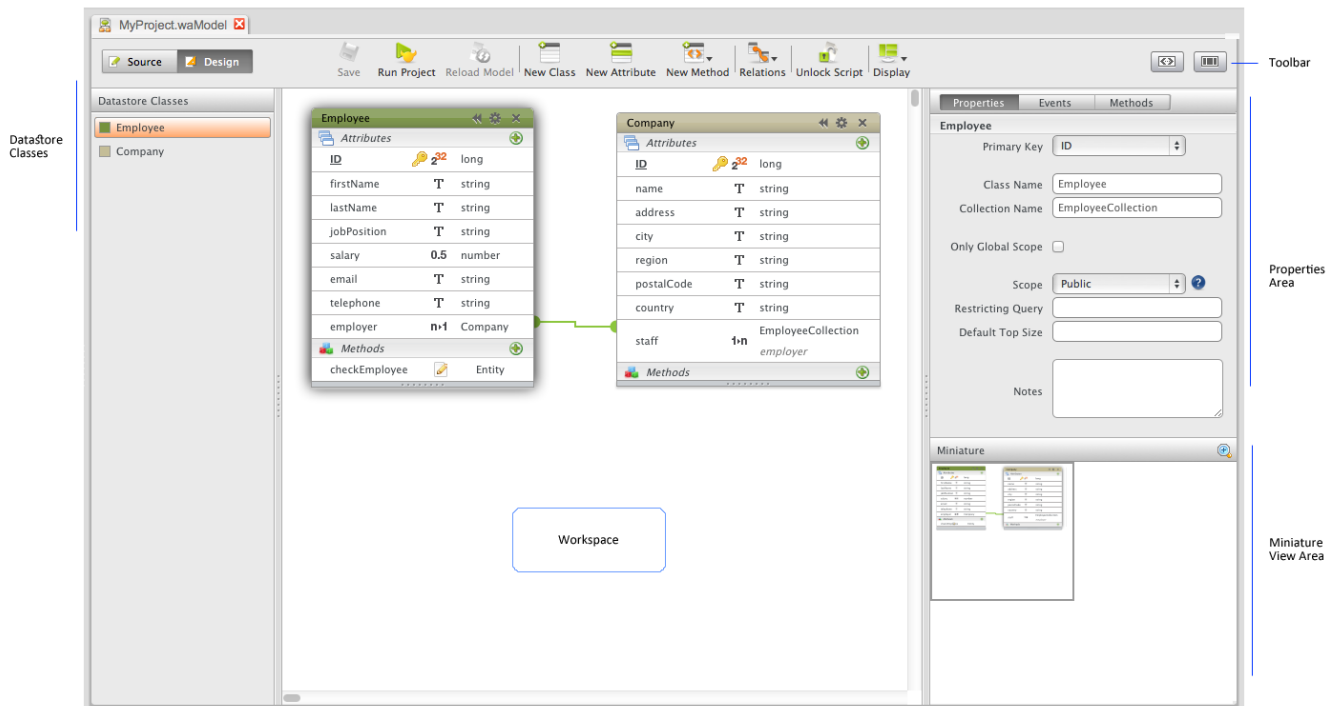 MyProject.waModel
Source Design
Save Run Project Reload Model New Class New Attribute New Method Relations Unlock Script Display
Toolbar
Datastore Classes
Employee
Company
Datastore
Classes
Employee
Attributes
ID 2³² long
firstName T string
lastName T string
jobPosition T string
salary 0.5 number
email T string
telephone T string
employer n▸1 Company
Methods
checkEmployee Entity
Company
Attributes
ID 2³² long
name T string
address T string
city T string
region T string
postalCode T string
country T string
staff 1▸n EmployeeCollection
employer
Methods
Workspace
Properties Events Methods
Employee
Primary Key ID
Class Name Employee
Collection Name EmployeeCollection
Only Global Scope
Scope Public ?
Restricting Query
Default Top Size
Notes
Properties
Area
Miniature
Miniature
View Area